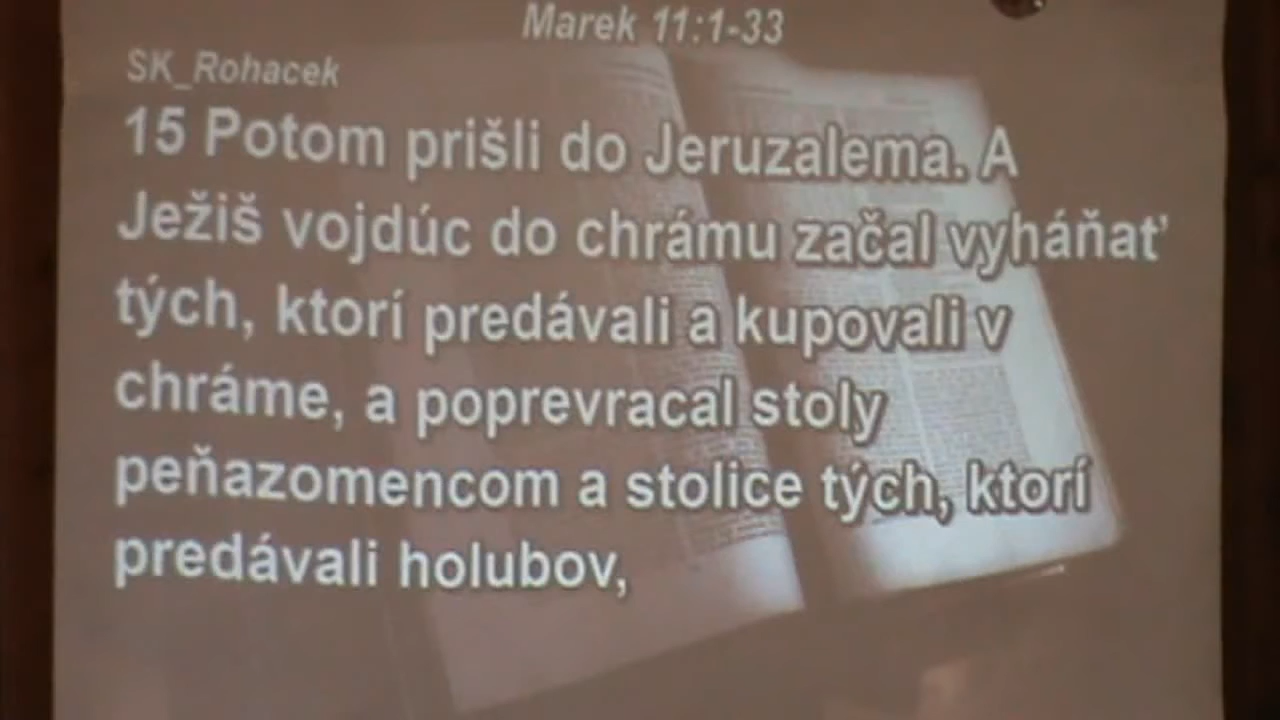 Marek 11:1-33
SK_Rohacek
15 Potom prišli do Jeruzalema. A
Ježiš vojdúc do chrámu začal vyháňať
tých, ktorí predávali a kupovali v
chráme, a poprevracal stoly
peňazomencom a stolice tých, ktorí
predávali holubov,